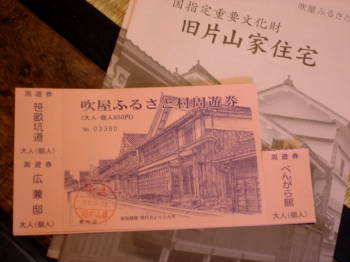 吹屋ふるさと
国指定重要文化財
旧片山家住宅
周遊券
笹畝坑道
大人(個人)
周遊券
広兼邸
大人(個人)
吹屋ふるさと村周遊券
(大人・個人850円)
No. 03380
周遊券
べんがら館
大人(個人)